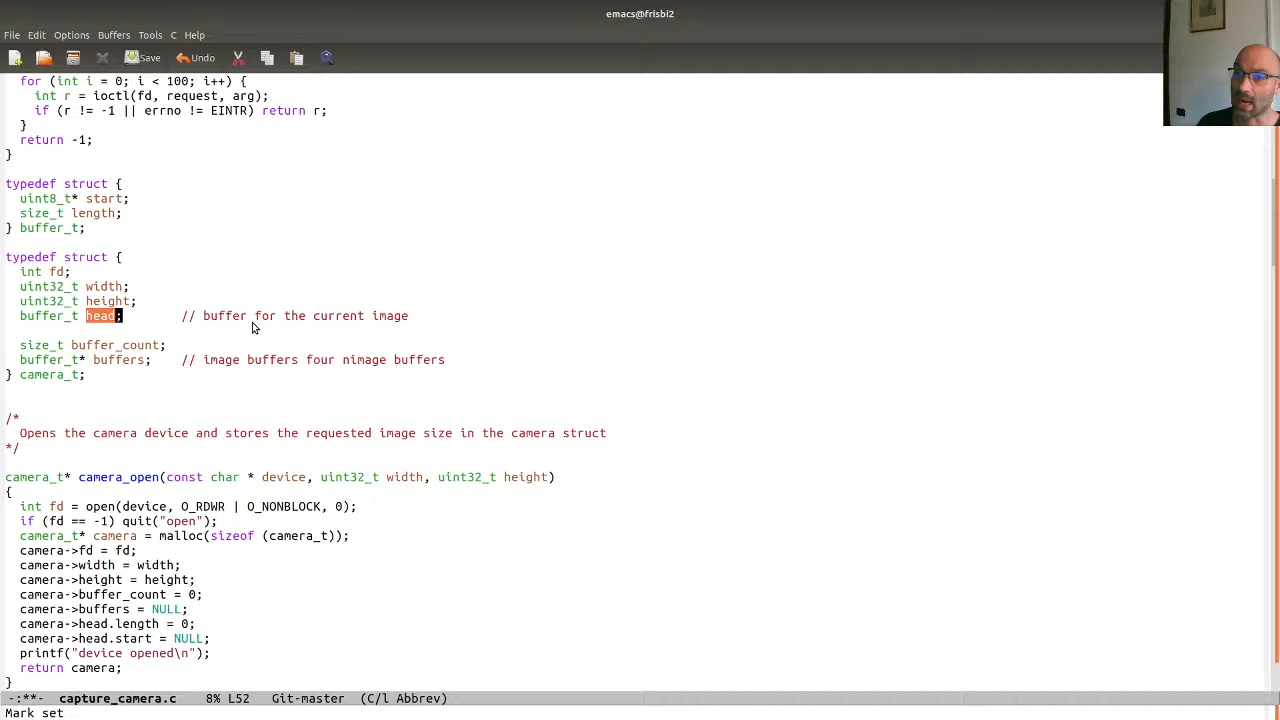 emacs@frisbi2
File Edit Options Buffers Tools C Help
Save Undo
for (int i = 0; i < 100; i++) {
int r = ioctl(fd, request, arg);
if (r != -1 || errno != EINTR) return r;
}
return -1;
}
typedef struct {
uint8_t* start;
size_t length;
} buffer_t;
typedef struct {
int fd;
uint32_t width;
uint32_t height;
buffer_t head; // buffer for the current image
size_t buffer_count;
buffer_t* buffers; // image buffers four nimage buffers
} camera_t;
/*
Opens the camera device and stores the requested image size in the camera struct
*/
camera_t* camera_open(const char * device, uint32_t width, uint32_t height)
{
int fd = open(device, O_RDWR | O_NONBLOCK, 0);
if (fd == -1) quit("open");
camera_t* camera = malloc(sizeof (camera_t));
camera->fd = fd;
camera->width = width;
camera->height = height;
camera->buffer_count = 0;
camera->buffers = NULL;
camera->head.length = 0;
camera->head.start = NULL;
printf("device opened\n");
return camera;
}
-:**- capture_camera.c 8% L52 Git-master (C/l Abbrev)
Mark set